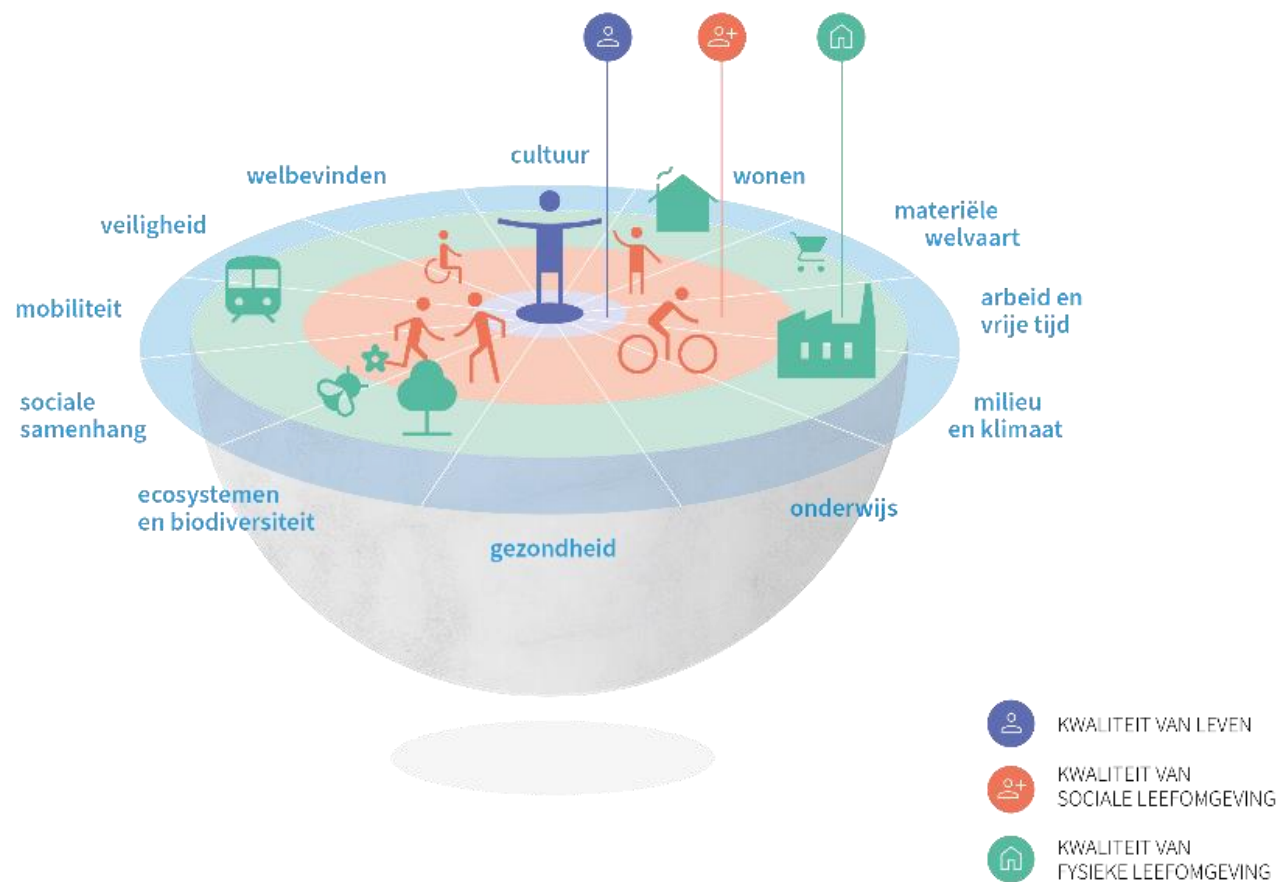 cultuur
welbevinden
wonen
veiligheid
materiële
welvaart
mobiliteit
arbeid en
vrije tijd
sociale
samenhang
milieu
en klimaat
ecosystemen
en biodiversiteit
onderwijs
gezondheid
KWALITEIT VAN LEVEN
KWALITEIT VAN
SOCIALE LEEFOMGEVING
KWALITEIT VAN
FYSIEKE LEEFOMGEVING